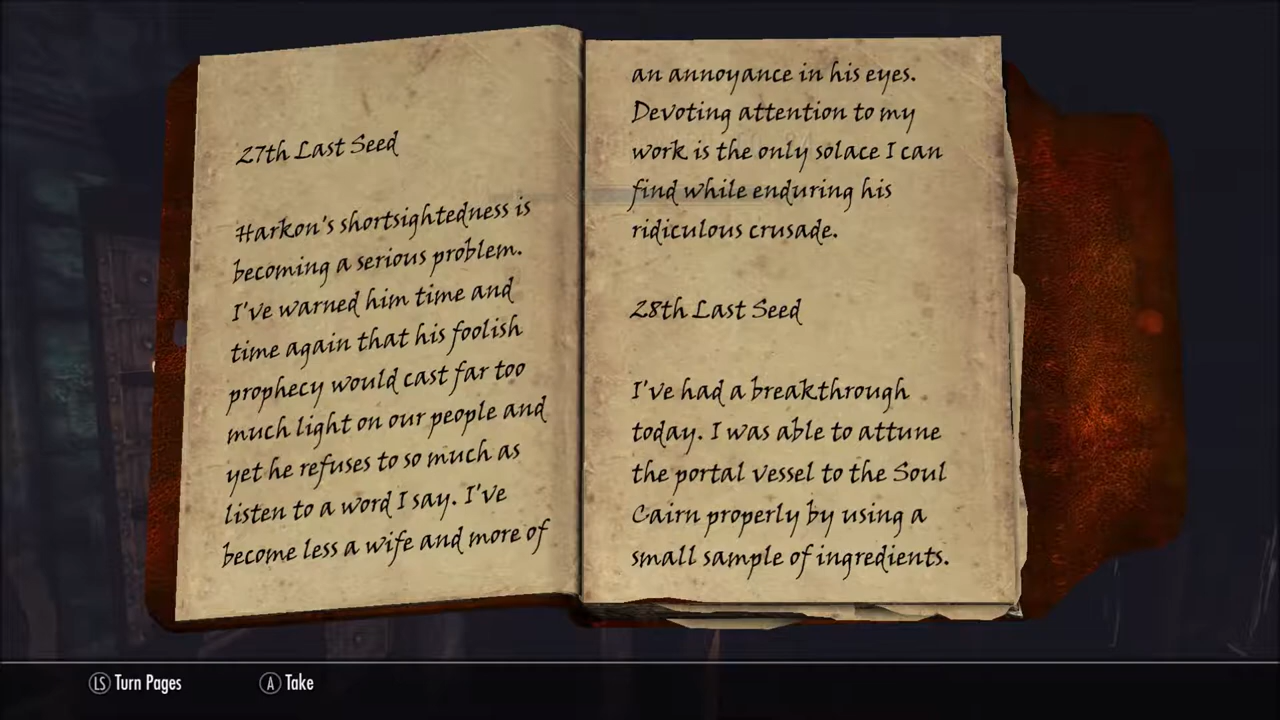 27th Last Seed
Harkon's shortsightedness is
becoming a serious problem.
I've warned him time and
time again that his foolish
prophecy would cast far too
much light on our people and
yet he refuses to so much as
listen to a word I say. I've
become less a wife and more of
an annoyance in his eyes.
Devoting attention to my
work is the only solace I can
find while enduring his
ridiculous crusade.
28th Last Seed
I've had a breakthrough
today. I was able to attune
the portal vessel to the Soul
Cairn properly by using a
small sample of ingredients.
LS Turn Pages
A Take